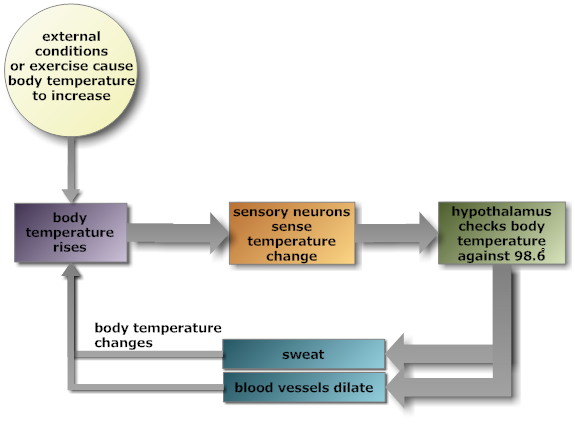 external
conditions
or exercise cause
body temperature
to increase
body
temperature
rises
sensory neurons
sense
temperature
change
hypothalamus
checks body
temperature
against 98.6°
body temperature
changes
sweat
blood vessels dilate